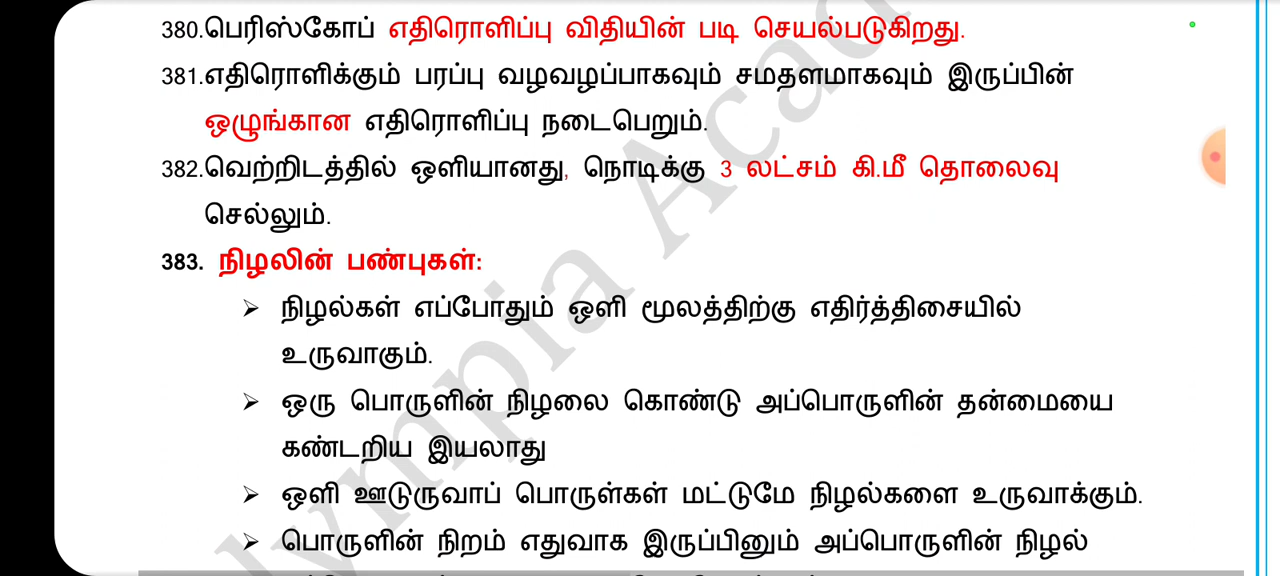 380.பெரிஸ்கோப் எதிரொளிப்பு விதியின் படி செயல்படுகிறது.
381.எதிரொளிக்கும் பரப்பு வழவழப்பாகவும் சமதளமாகவும் இருப்பின்
ஒழுங்கான எதிரொளிப்பு நடைபெறும்.
382.வெற்றிடத்தில் ஒளியானது, நொடிக்கு 3 லட்சம் கி.மீ தொலைவு
செல்லும்.
383. நிழலின் பண்புகள்:
➢ நிழல்கள் எப்போதும் ஒளி மூலத்திற்கு எதிர்த்திசையில்
உருவாகும்.
➢ ஒரு பொருளின் நிழலை கொண்டு அப்பொருளின் தன்மையை
கண்டறிய இயலாது
➢ ஒளி ஊடுருவாப் பொருள்கள் மட்டுமே நிழல்களை உருவாக்கும்.
➢ பொருளின் நிறம் எதுவாக இருப்பினும் அப்பொருளின் நிழல்